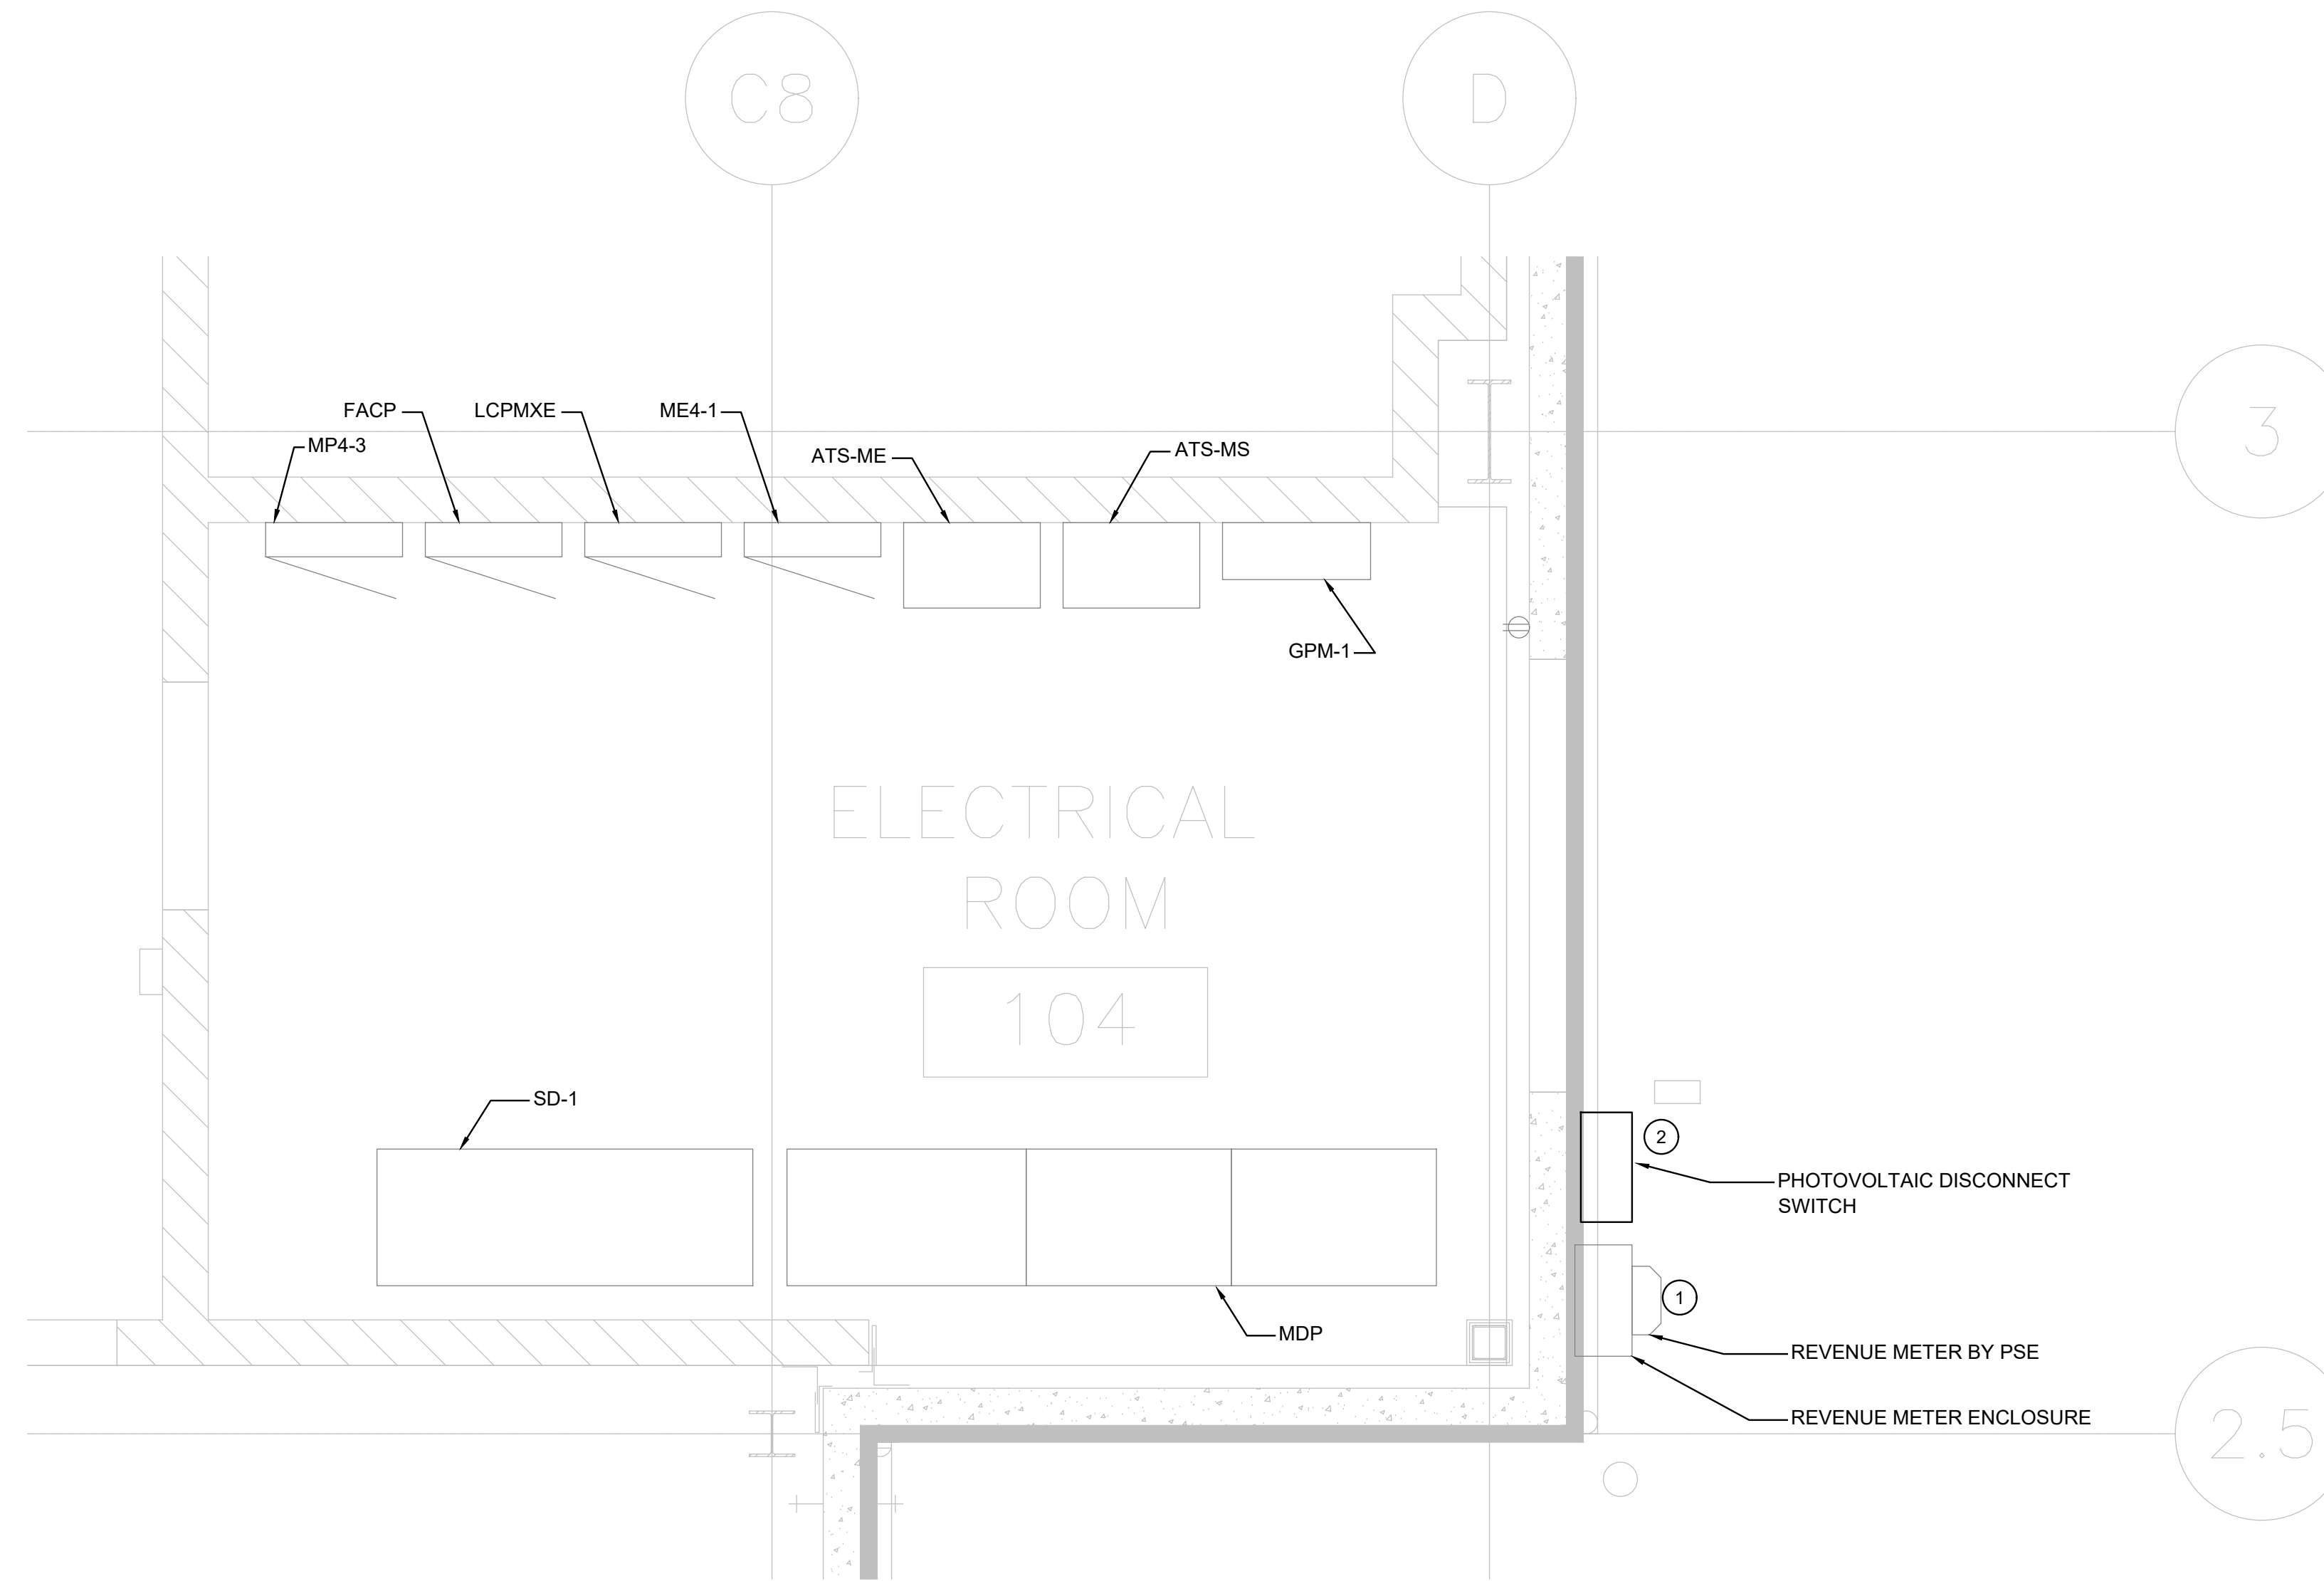 C8
D
3
FACP
LCPMXE
ME4-1
MP4-3
ATS-ME
ATS-MS
GPM-1
ELECTRICAL
ROOM
104
SD-1
2
PHOTOVOLTAIC DISCONNECT
SWITCH
1
MDP
REVENUE METER BY PSE
REVENUE METER ENCLOSURE
2.5